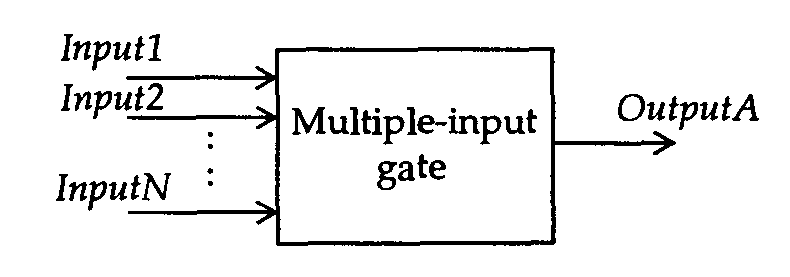 Input1
Input2
InputN
Multiple-input
gate
OutputA